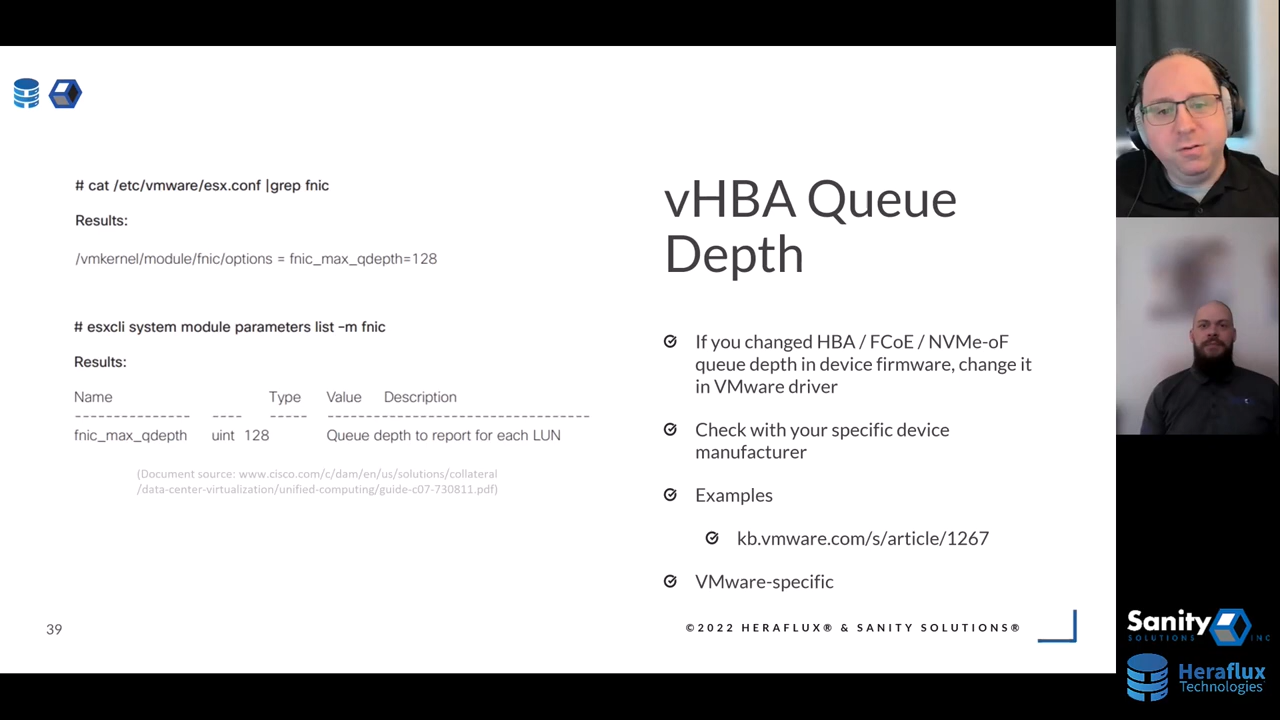 # cat /etc/vmware/esx.conf |grep fnic
Results:
/vmkernel/module/fnic/options = fnic_max_qdepth=128
# esxcli system module parameters list –m fnic
Results:
Name Type Value Description
--------------- ---- ----- --------------------------------
fnic_max_qdepth uint 128 Queue depth to report for each LUN
(Document source: www.cisco.com/c/dam/en/us/solutions/collateral
/data-center-virtualization/unified-computing/guide-c07-730811.pdf)
39
vHBA Queue
Depth
If you changed HBA / FCoE / NVMe-oF
queue depth in device firmware, change it
in VMware driver
Check with your specific device
manufacturer
Examples
kb.vmware.com/s/article/1267
VMware-specific
©2022 HERAFLUX® & SANITY SOLUTIONS®
Sanity
SOLUTIONS INC
Heraflux
Technologies